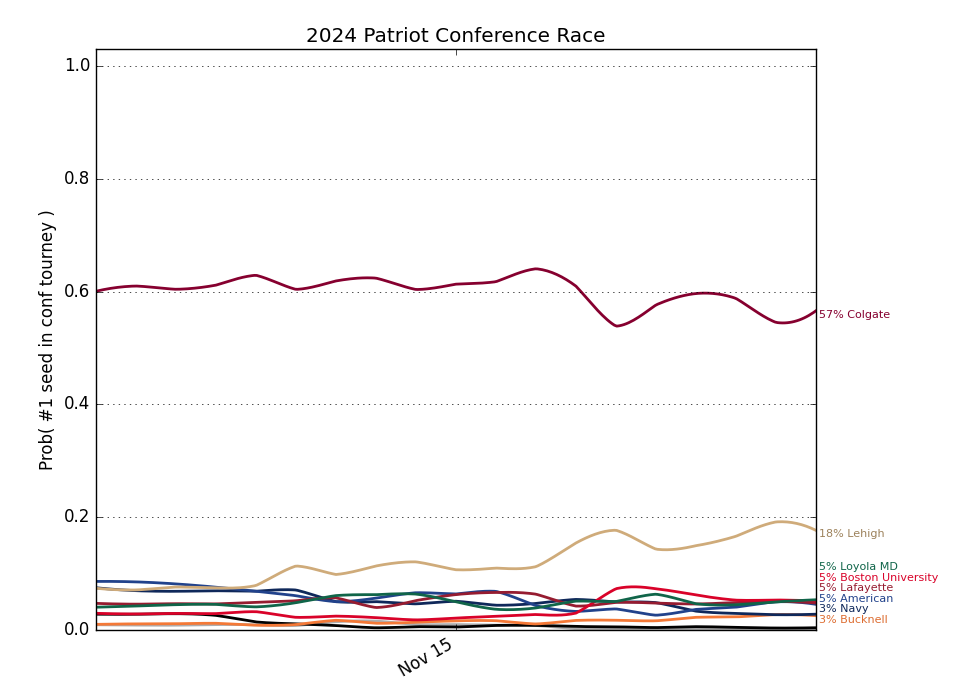 2024 Patriot Conference Race
Prob( #1 seed in conf tourney )
1.0
0.8
0.6
0.4
0.2
0.0
Nov 15
57% Colgate
18% Lehigh
5% Loyola MD
5% Boston University
5% Lafayette
5% American
3% Navy
3% Bucknell